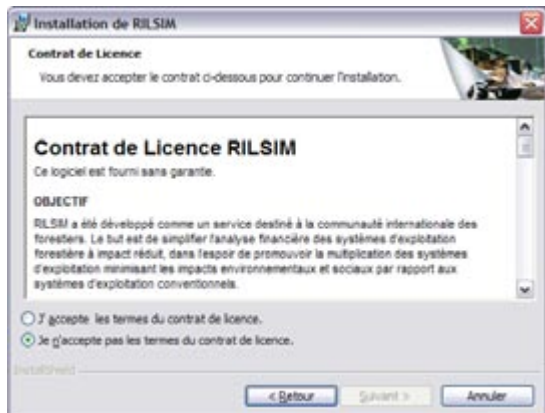 Installation de RILSIM
Contrat de Licence
Vous devez accepter le contrat ci-dessous pour continuer l'installation.
Contrat de Licence RILSIM
Ce logiciel est fourni sans garantie.
OBJECTIF
RILSIM a été développé comme un service destiné à la communauté internationale des
forestiers. Le but est de simplifier l'analyse financière des systèmes d'exploitation
forestière à impact réduit, dans l'espoir de promouvoir la multiplication des systèmes
d'exploitation minimisant les impacts environnementaux et sociaux par rapport aux
systèmes d'exploitation conventionnels.
J'accepte les termes du contrat de licence.
Je n'accepte pas les termes du contrat de licence.
InstallShield
< Retour
Suivant >
Annuler